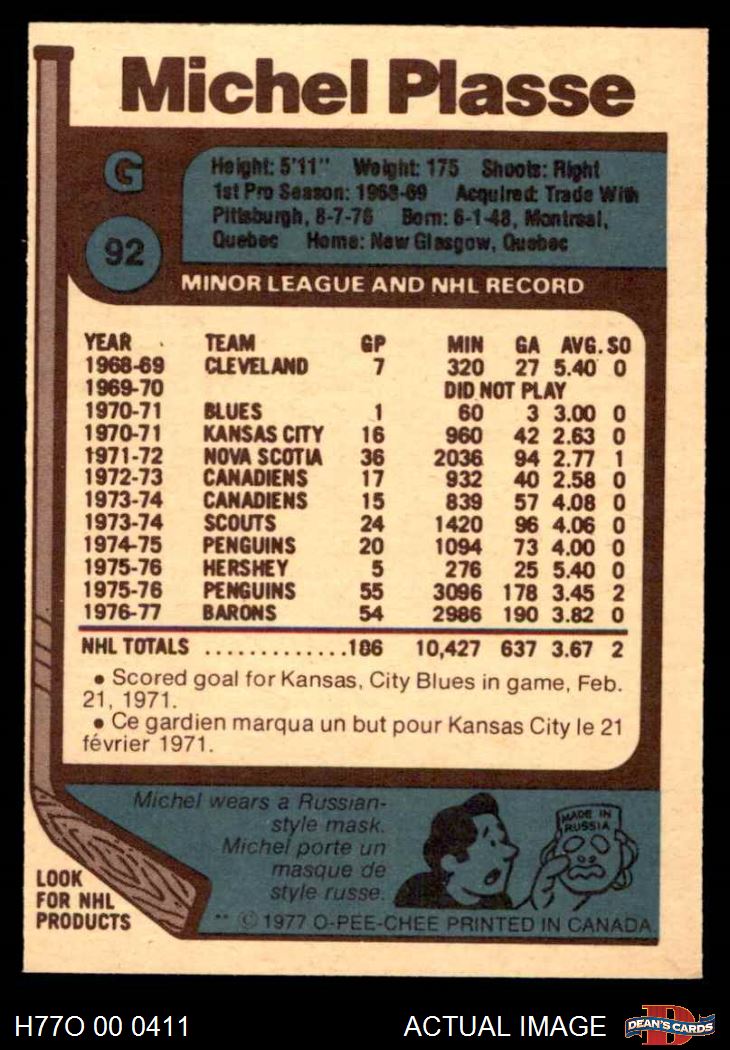 Michel Plasse
G
92
Height: 5'11" Weight: 175 Shoots: Right
1st Pro Season: 1968-69 Acquired: Trade With
Pittsburgh, 8-7-76 Born: 6-1-48, Montreal,
Quebec Home: New Glasgow, Quebec
MINOR LEAGUE AND NHL RECORD
YEAR TEAM GP MIN GA AVG. SO
1968-69 CLEVELAND 7 320 27 5.40 0
1969-70 DID NOT PLAY
1970-71 BLUES 1 60 3 3.00 0
1970-71 KANSAS CITY 16 960 42 2.63 0
1971-72 NOVA SCOTIA 36 2036 94 2.77 1
1972-73 CANADIENS 17 932 40 2.58 0
1973-74 CANADIENS 15 839 57 4.08 0
1973-74 SCOUTS 24 1420 96 4.06 0
1974-75 PENGUINS 20 1094 73 4.00 0
1975-76 HERSHEY 5 276 25 5.40 0
1975-76 PENGUINS 55 3096 178 3.45 2
1976-77 BARONS 54 2986 190 3.82 0
NHL TOTALS .............186 10,427 637 3.67 2
• Scored goal for Kansas, City Blues in game, Feb.
21, 1971.
• Ce gardien marqua un but pour Kansas City le 21
février 1971.
Michel wears a Russian-
style mask.
Michel porte un
masque de
style russe.
MADE IN
RUSSIA
LOOK
FOR NHL
PRODUCTS
** © 1977 O-PEE-CHEE PRINTED IN CANADA.
H77O 00 0411 ACTUAL IMAGE
D
DEAN'S CARDS